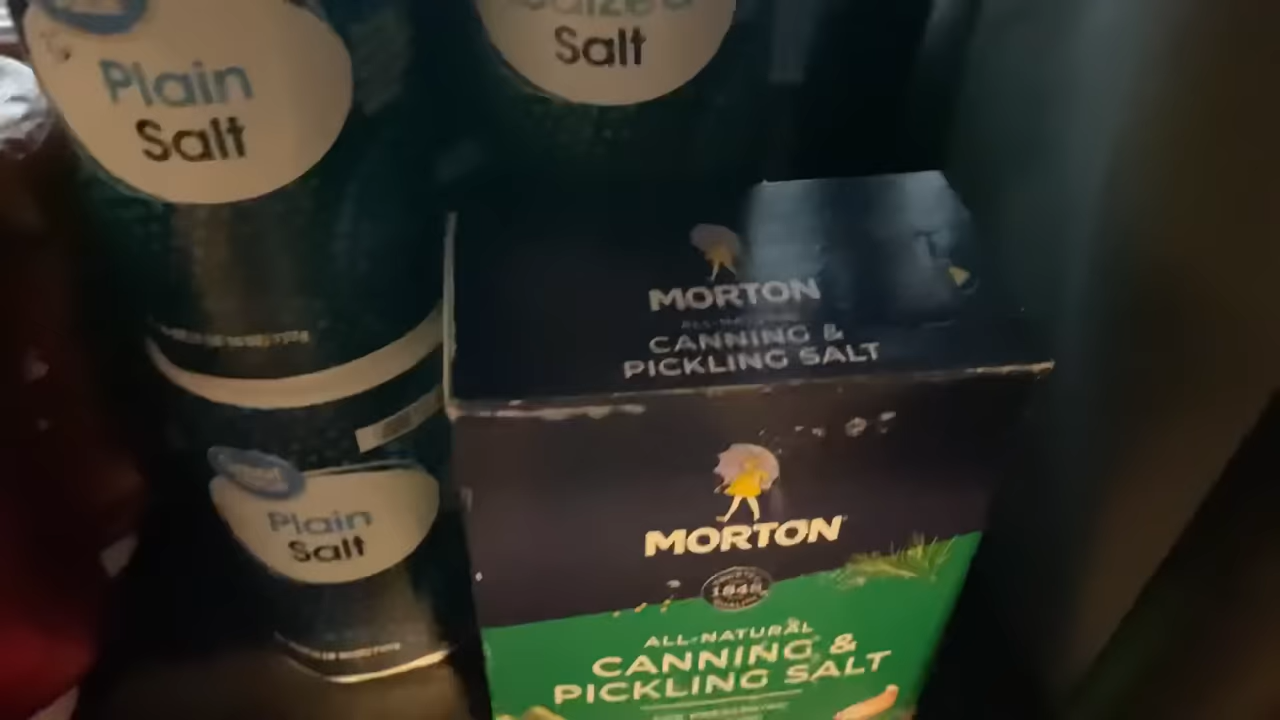 Plain
Salt
Salt
MORTON
CANNING &
PICKLING SALT
MORTON
ALL-NATURAL
CANNING &
PICKLING SALT
Plain
Salt